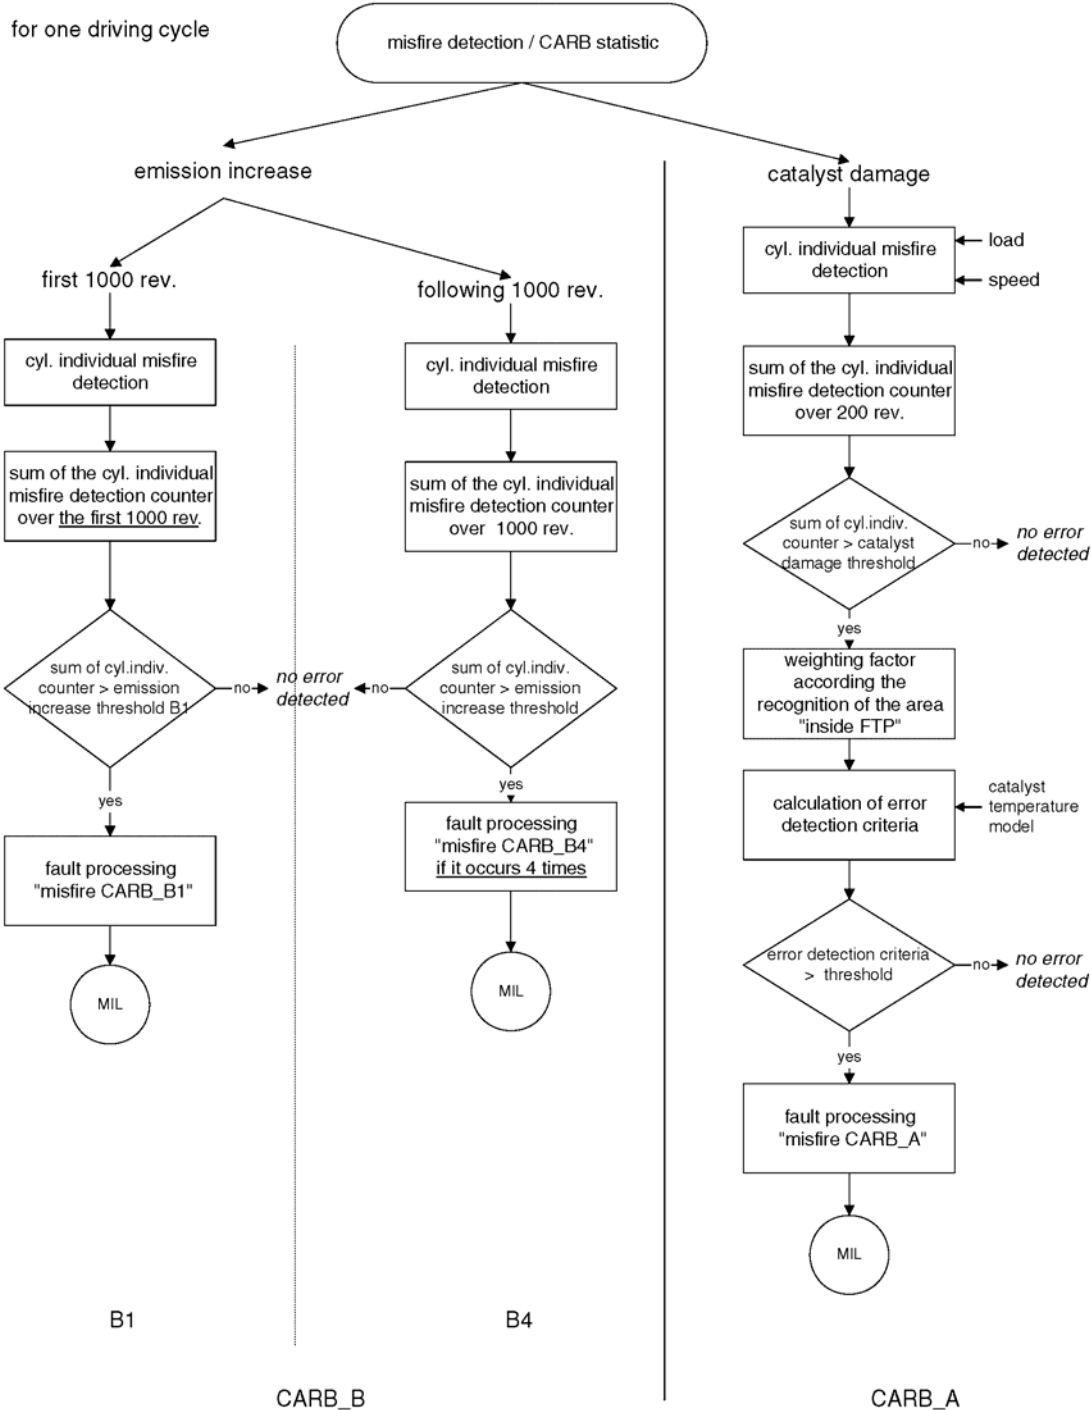 for one driving cycle
misfire detection / CARB statistic
emission increase
first 1000 rev.
cyl. individual misfire
detection
sum of the cyl. individual
misfire detection counter
over the first 1000 rev.
sum of cyl.indiv.
counter > emission
increase threshold B1
no
no error
detected
yes
fault processing
"misfire CARB_B1"
MIL
B1
following 1000 rev.
cyl. individual misfire
detection
sum of the cyl. individual
misfire detection counter
over 1000 rev.
sum of cyl.indiv.
counter > emission
increase threshold
no
yes
fault processing
"misfire CARB_B4"
if it occurs 4 times
MIL
B4
CARB_B
catalyst damage
cyl. individual misfire
detection
load
speed
sum of the cyl. individual
misfire detection counter
over 200 rev.
sum of cyl.indiv.
counter > catalyst
damage threshold
no
no error
detected
yes
weighting factor
according the
recognition of the area
"inside FTP"
calculation of error
detection criteria
catalyst
temperature
model
error detection criteria
> threshold
no
no error
detected
yes
fault processing
"misfire CARB_A"
MIL
CARB_A